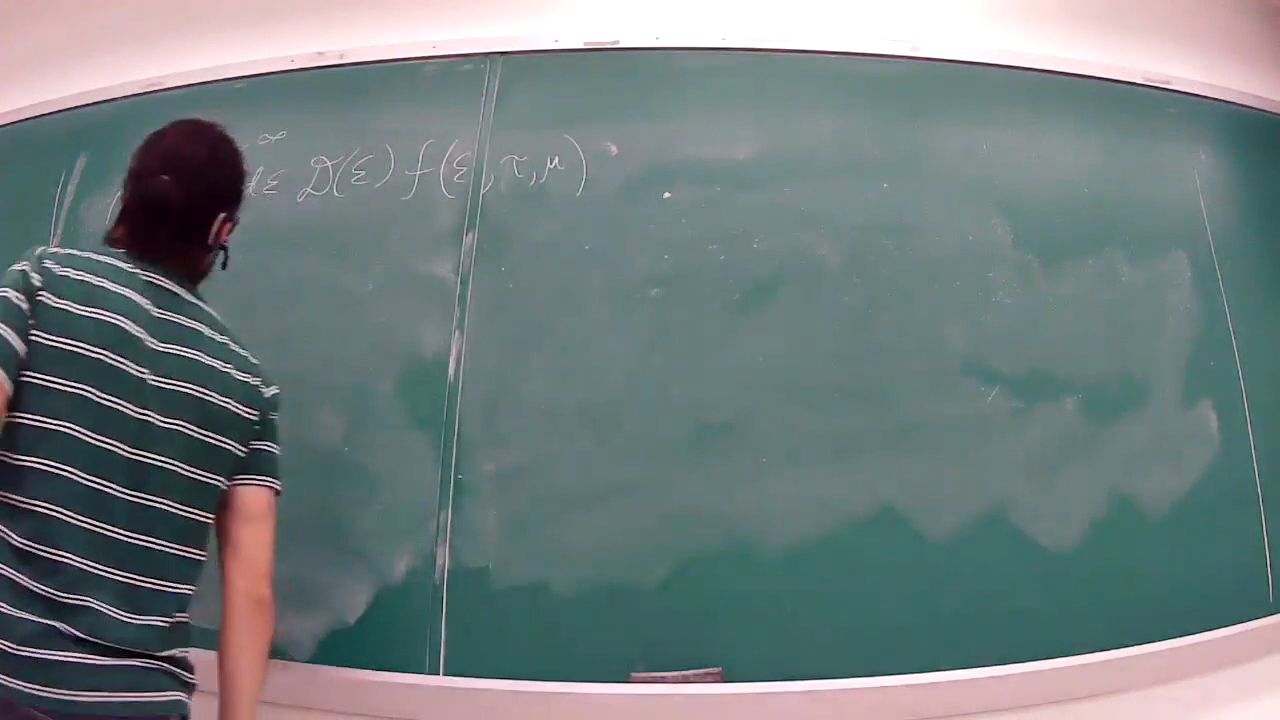 ∞
dε 𝒟(ε) f(ε, τ, μ)